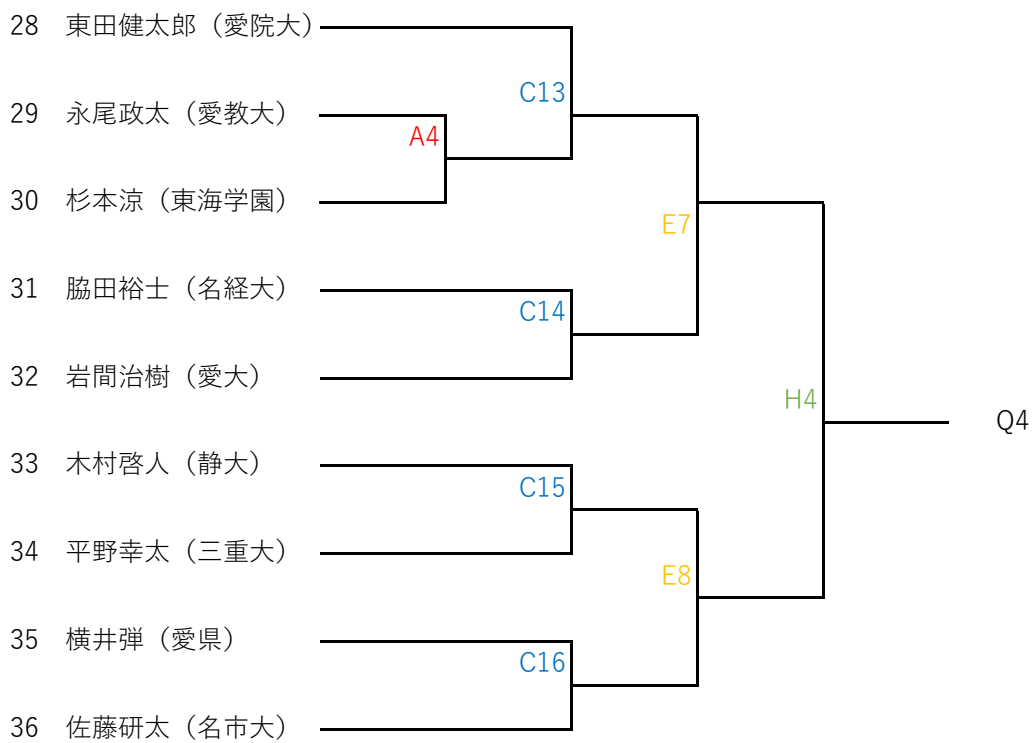 28 東田健太郎（愛院大）
C13
29 永尾政太（愛教大）
A4
30 杉本涼（東海学園）
E7
31 脇田裕士（名経大）
C14
32 岩間治樹（愛大）
H4
Q4
33 木村啓人（静大）
C15
34 平野幸太（三重大）
E8
35 横井弾（愛県）
C16
36 佐藤研太（名市大）